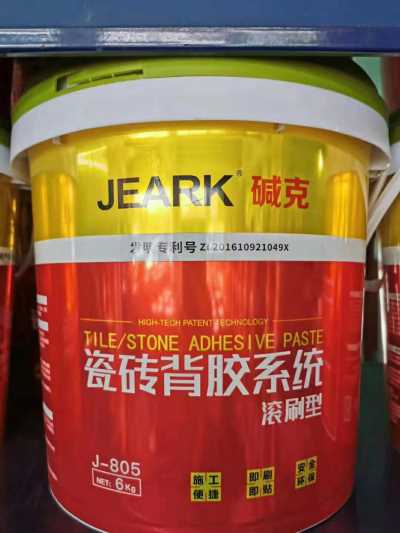 JEARK® 碱克
发明专利号 ZL201610921049X
HIGH-TECH PATENT TECHNOLOGY
TILE/STONE ADHESIVE PASTE
瓷砖背胶系统
滚刷型
J-805
NET: 6Kg
施工 即刷 安全
便捷 即贴 环保